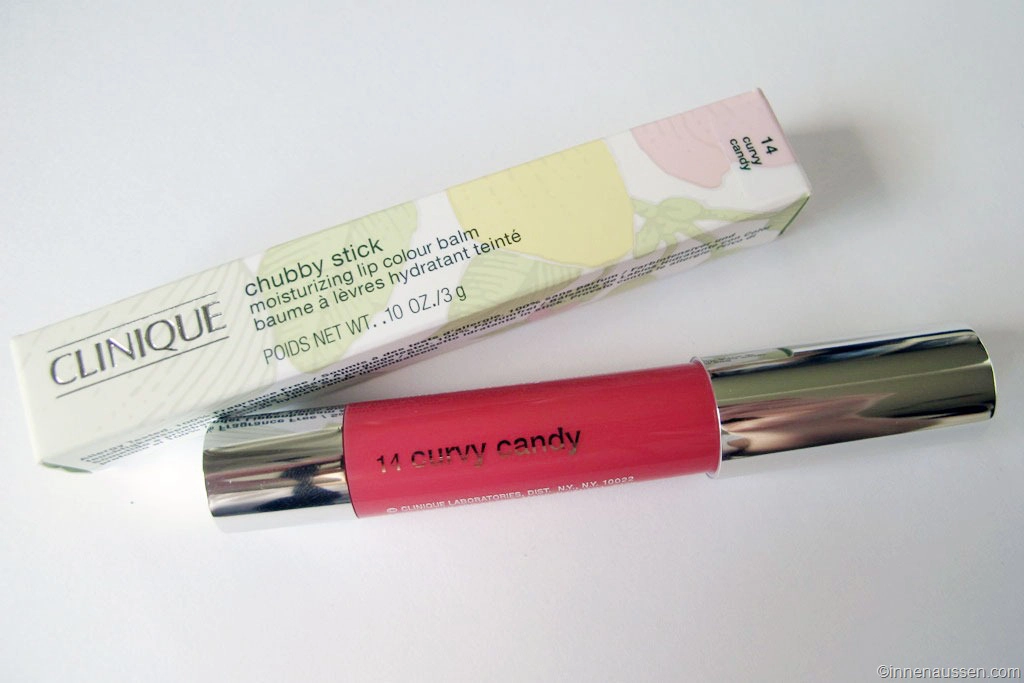 CLINIQUE
chubby stick
moisturizing lip colour balm
baume à lèvres hydratant teinté
POIDS NET WT. .10 OZ./3 g
14
curvy
candy
14 curvy candy
© CLINIQUE LABORATORIES, DIST. N.Y., N.Y. 10022
©innenaussen.com